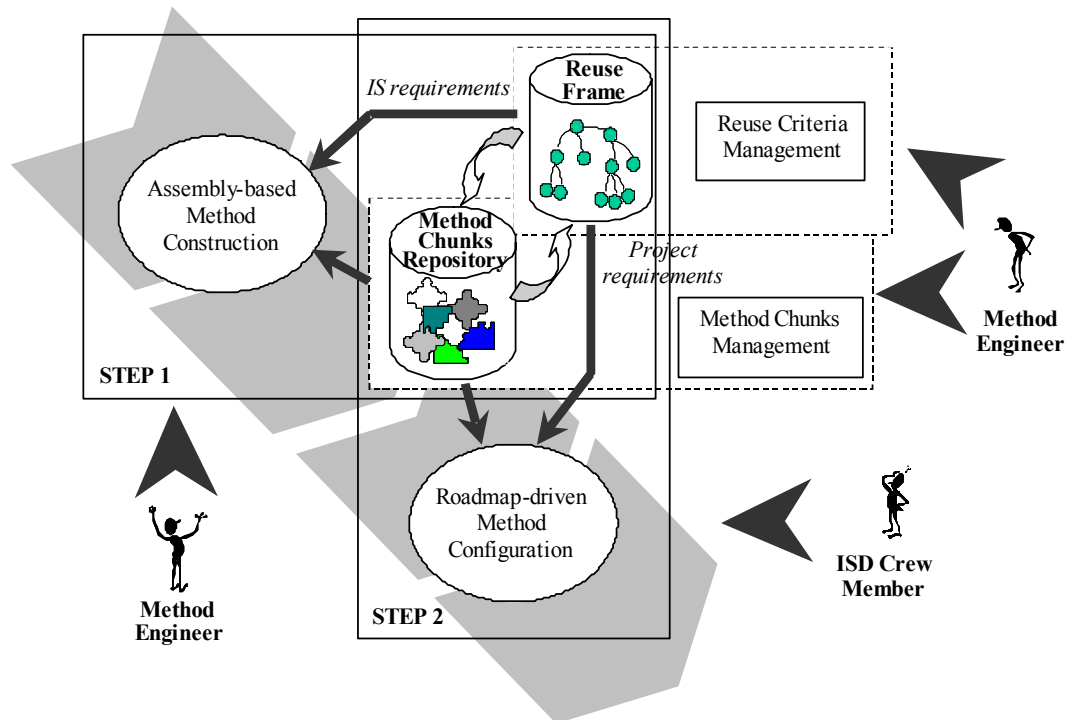 Reuse
Frame
IS requirements
Reuse Criteria
Management
Assembly-based
Method
Construction
Method
Chunks
Repository
Project
requirements
Method Chunks
Management
Method
Engineer
STEP 1
Roadmap-driven
Method
Configuration
ISD Crew
Member
Method
Engineer
STEP 2